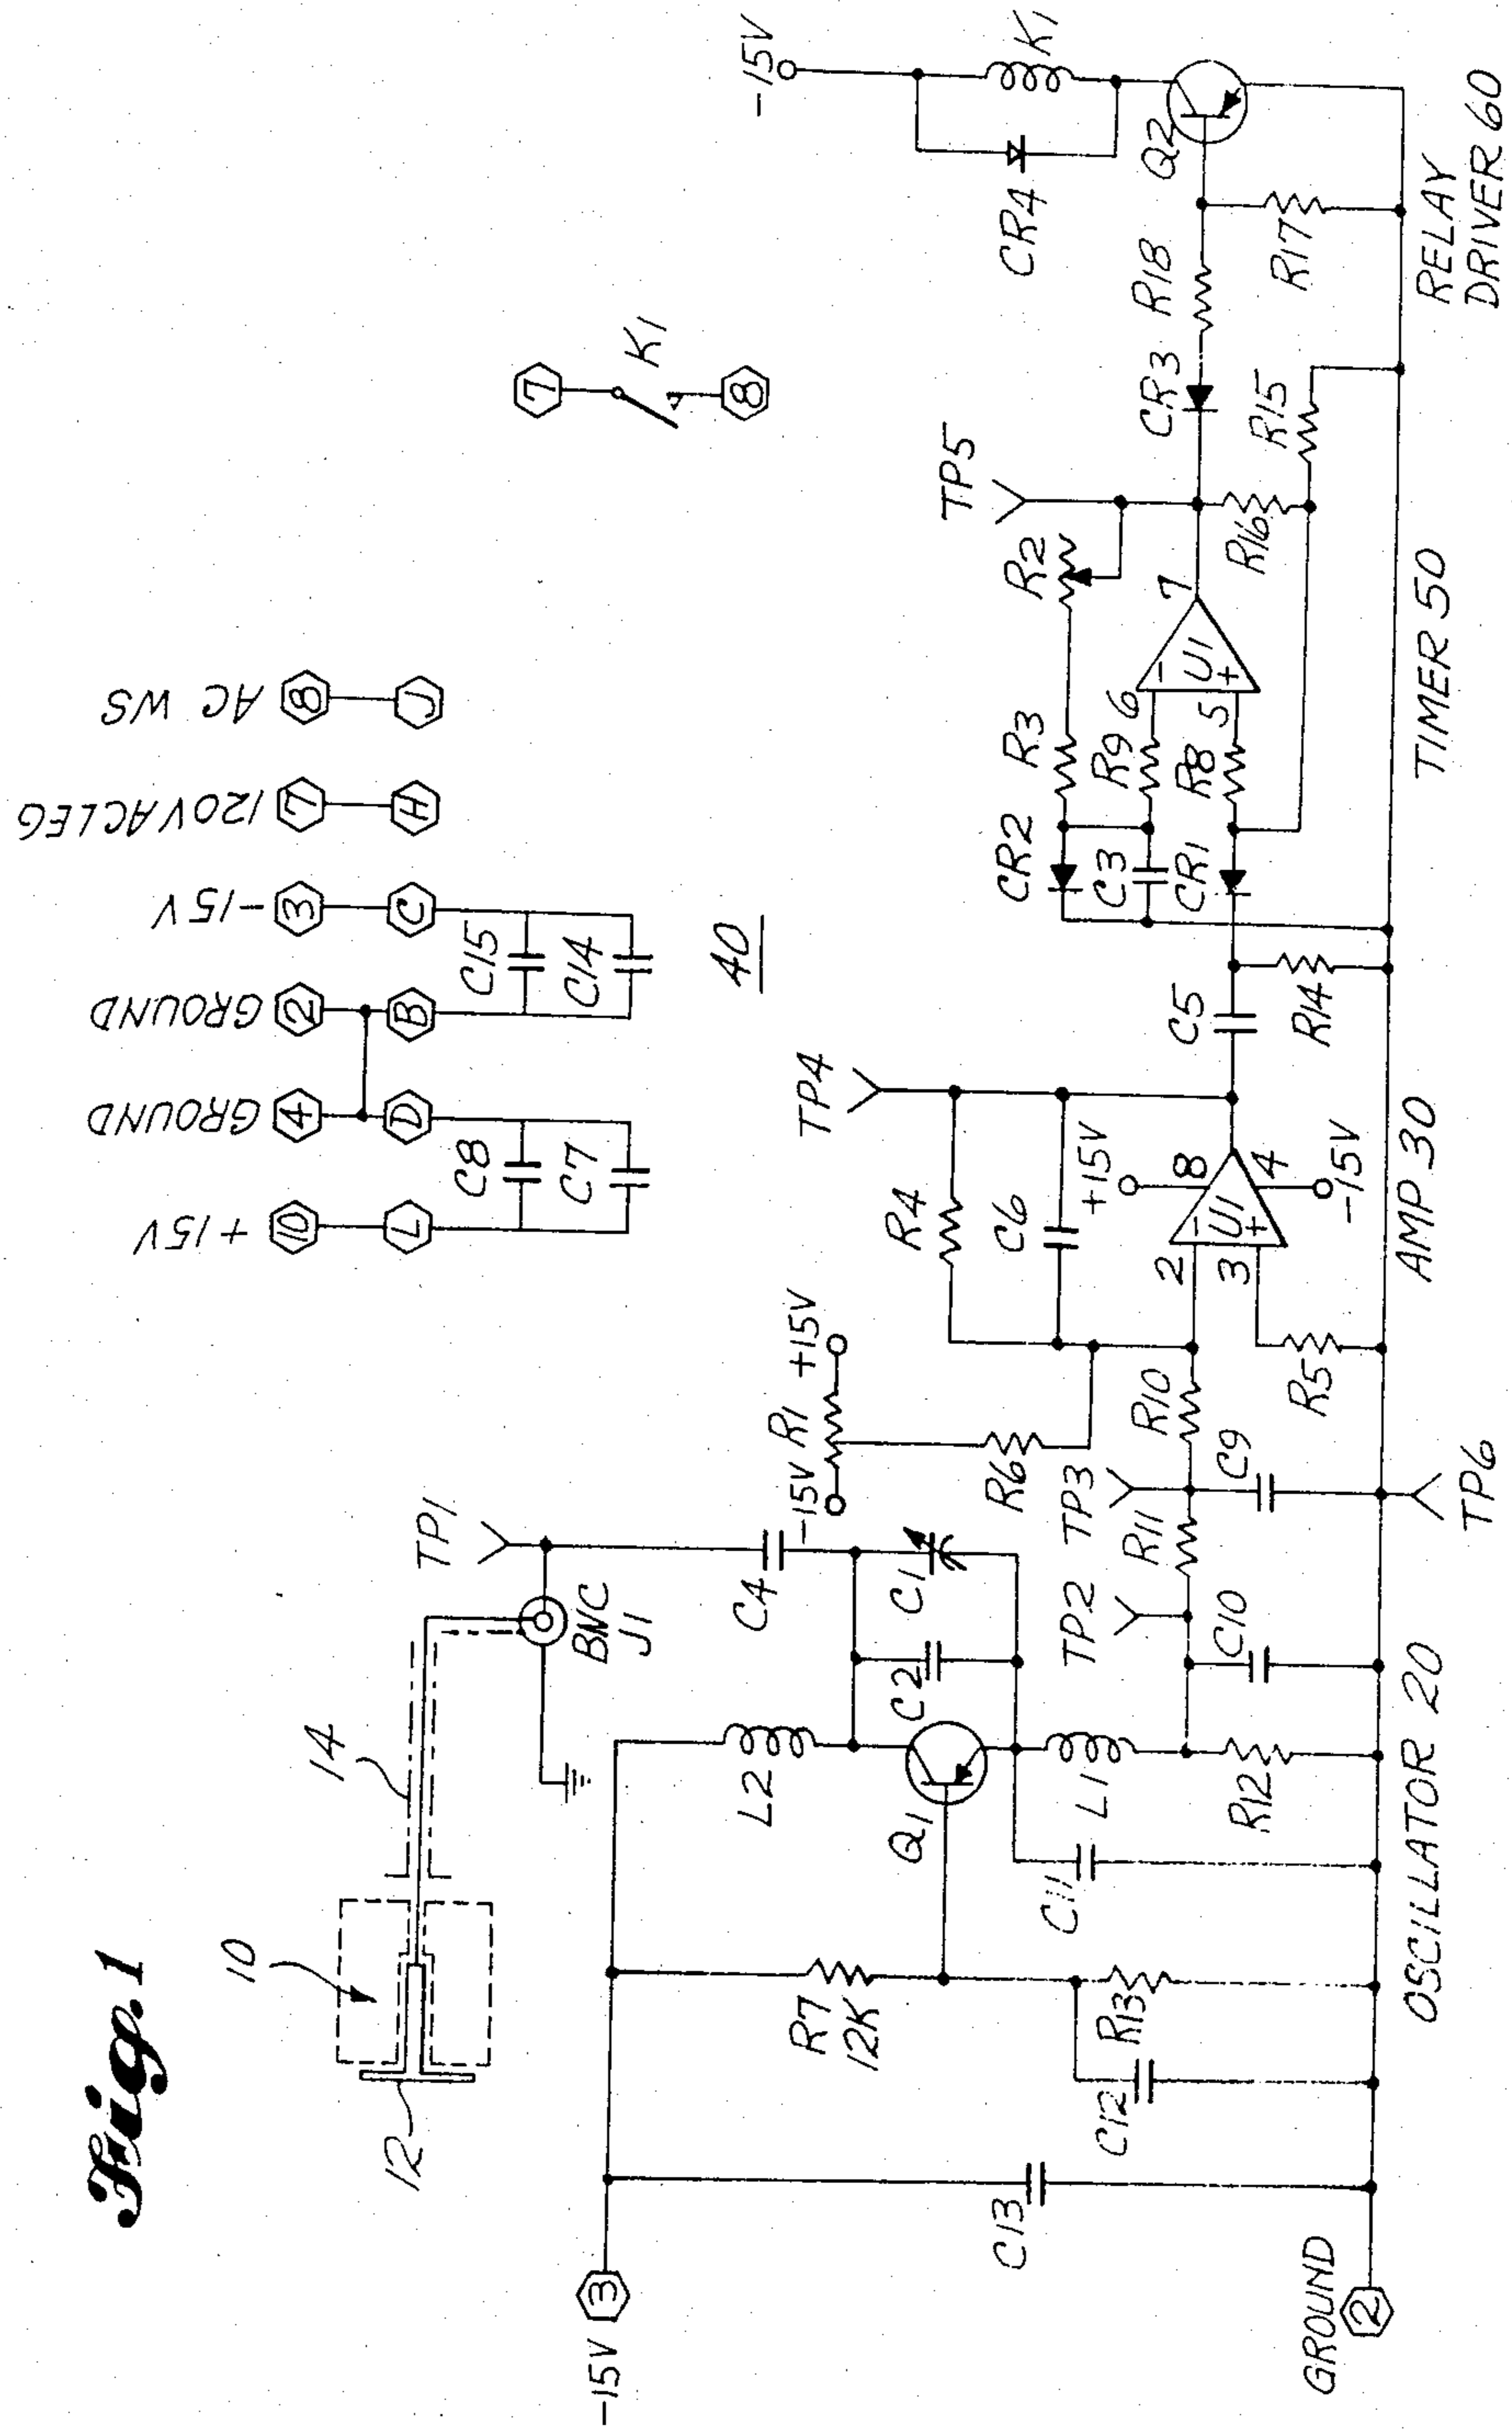 Fig. 1
10
12
14
TP1
BNC
J1
+15V
GROUND
GROUND
-15V
120VAC LEG
AC WS
10
4
2
3
7
8
L
D
B
C
H
J
C8
C7
C15
C14
40
7
K1
8
-15V
3
C13
R7
12K
C12
R13
L2
Q1
C2
C1
C4
C11
L1
R12
TP2
C10
R11
TP3
C9
R10
-15V
R1
+15V
R6
R4
C6
TP4
+15V
2
3
-
+
U1
8
4
-15V
R5
C5
R14
CR2
C3
CR1
R3
R9
R8
R2
6
5
-
+
U1
7
TP5
R16
R15
CR3
R18
R17
CR4
-15V
K1
Q2
TP6
GROUND
2
OSCILLATOR 20
AMP 30
TIMER 50
RELAY
DRIVER 60